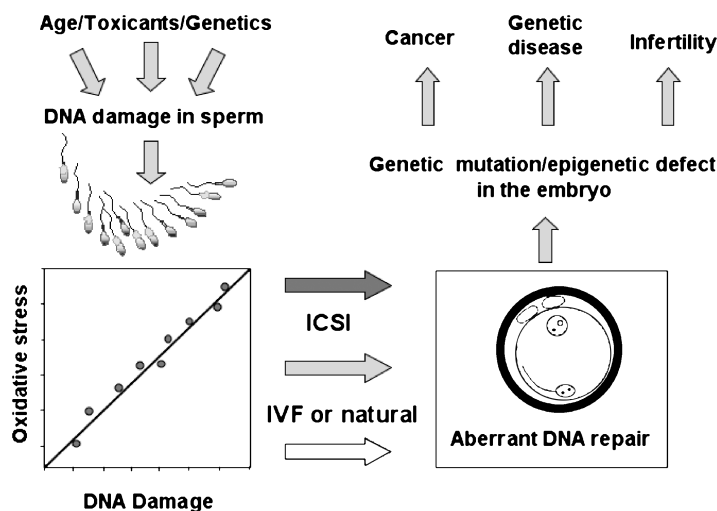 Age/Toxicants/Genetics
DNA damage in sperm
Oxidative stress
DNA Damage
ICSI
IVF or natural
Aberrant DNA repair
Genetic mutation/epigenetic defect
in the embryo
Cancer
Genetic
disease
Infertility